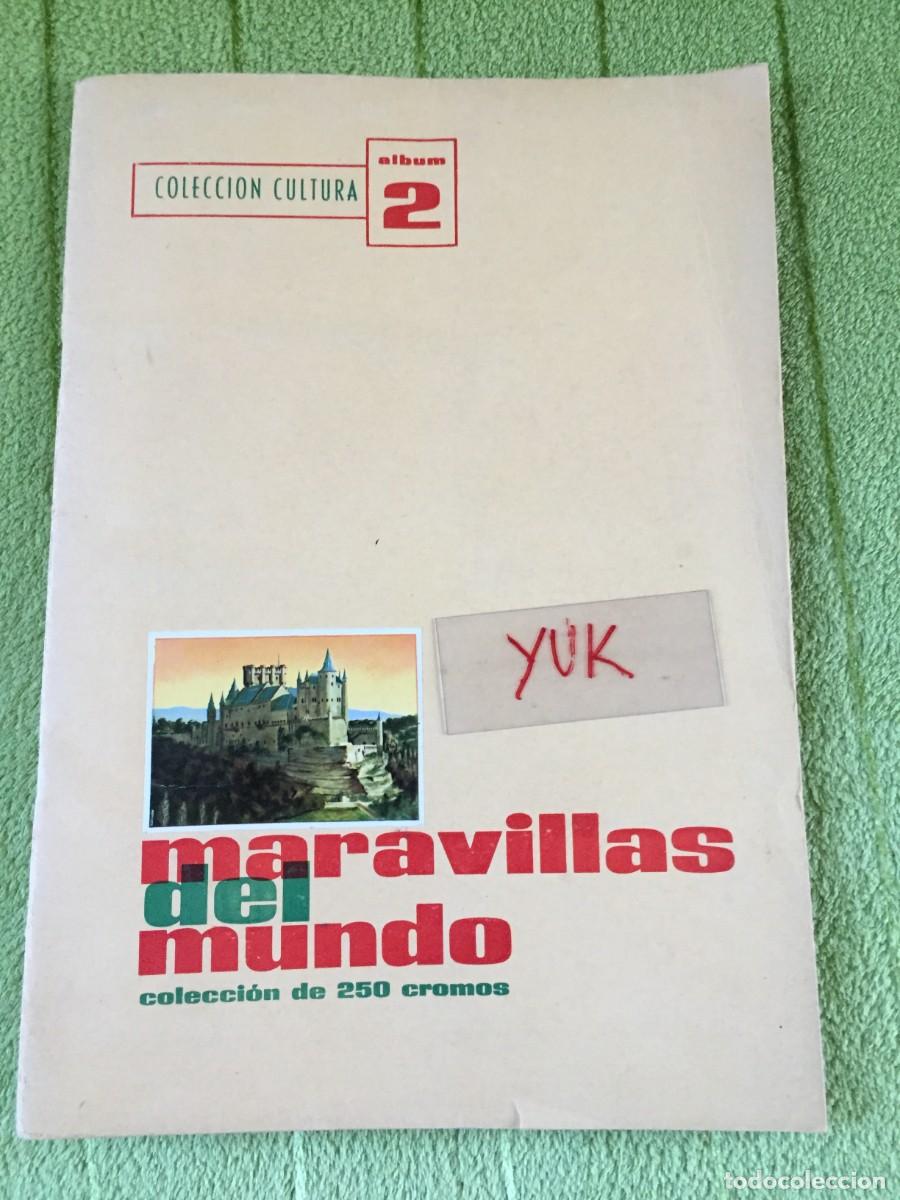 album
COLECCION CULTURA 2
YUK
maravillas
del
mundo
colección de 250 cromos
todocoleccion